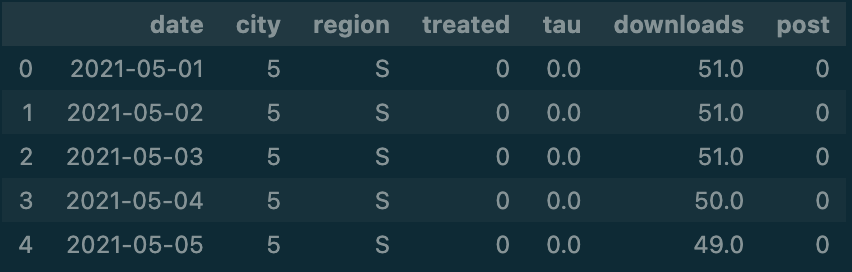 date city region treated tau downloads post
0 2021-05-01 5 S 0 0.0 51.0 0
1 2021-05-02 5 S 0 0.0 51.0 0
2 2021-05-03 5 S 0 0.0 51.0 0
3 2021-05-04 5 S 0 0.0 50.0 0
4 2021-05-05 5 S 0 0.0 49.0 0